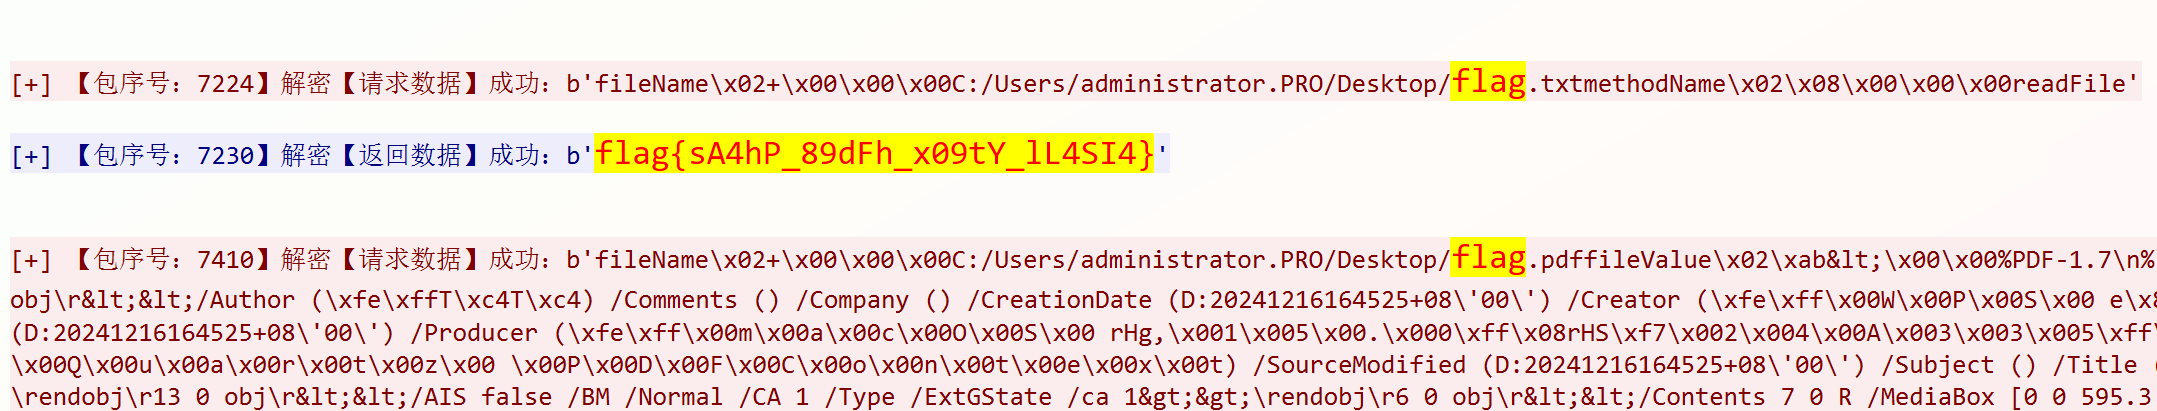 [+] 【包序号：7224】解密【请求数据】成功：b'fileName\x02+\x00\x00\x00C:/Users/administrator.PRO/Desktop/flag.txtmethodName\x02\x08\x00\x00\x00readFile'
[+] 【包序号：7230】解密【返回数据】成功：b'flag{sA4hP_89dFh_x09tY_lL4SI4}'
[+] 【包序号：7410】解密【请求数据】成功：b'fileName\x02+\x00\x00\x00C:/Users/administrator.PRO/Desktop/flag.pdffileValue\x02\xab&lt;\x00\x00%PDF-1.7\n%
obj\r&lt;&lt;/Author (\xfe\xffT\xc4T\xc4) /Comments () /Company () /CreationDate (D:20241216164525+08\'00\') /Creator (\xfe\xff\x00W\x00P\x00S\x00 e\x8
(D:20241216164525+08\'00\') /Producer (\xfe\xff\x00m\x00a\x00c\x00O\x00S\x00 rHg,\x001\x005\x00.\x000\xff\x08rHS\xf7\x002\x004\x00A\x003\x003\x005\xff\
\x00Q\x00u\x00a\x00r\x00t\x00z\x00 \x00P\x00D\x00F\x00C\x00o\x00n\x00t\x00e\x00x\x00t) /SourceModified (D:20241216164525+08\'00\') /Subject () /Title (
\rendobj\r13 0 obj\r&lt;&lt;/AIS false /BM /Normal /CA 1 /Type /ExtGState /ca 1&gt;&gt;\rendobj\r6 0 obj\r&lt;&lt;/Contents 7 0 R /MediaBox [0 0 595.3